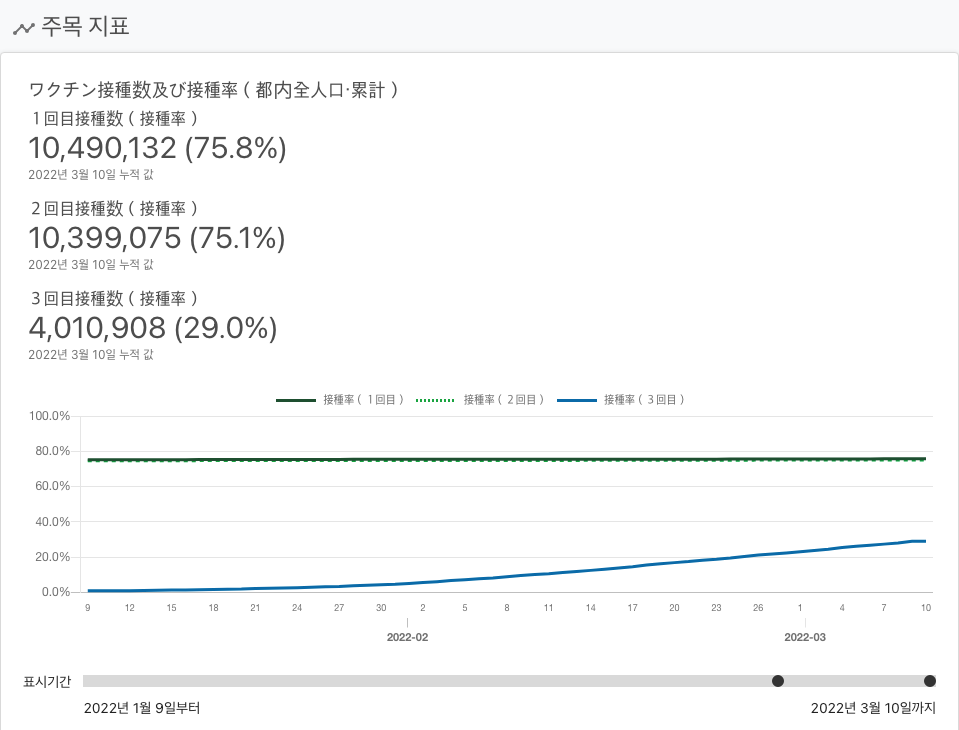 주목 지표
ワクチン接種数及び接種率 ( 都内全人口·累計 )
1回目接種数 ( 接種率 )
10,490,132 (75.8%)
2022년 3월 10일 누적 값
2回目接種数 ( 接種率 )
10,399,075 (75.1%)
2022년 3월 10일 누적 값
3回目接種数 ( 接種率 )
4,010,908 (29.0%)
2022년 3월 10일 누적 값
接種率 ( 1回目 ) 接種率 ( 2回目 ) 接種率 ( 3回目 )
100.0%
80.0%
60.0%
40.0%
20.0%
0.0%
9 12 15 18 21 24 27 30 2 5 8 11 14 17 20 23 26 1 4 7 10
2022-02 2022-03
표시기간
2022년 1월 9일부터 2022년 3월 10일까지